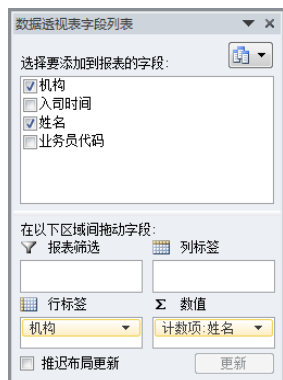 数据透视表字段列表
选择要添加到报表的字段:
机构
入司时间
姓名
业务员代码
在以下区域间拖动字段:
报表筛选
列标签
行标签
Σ 数值
机构
计数项:姓名
推迟布局更新
更新